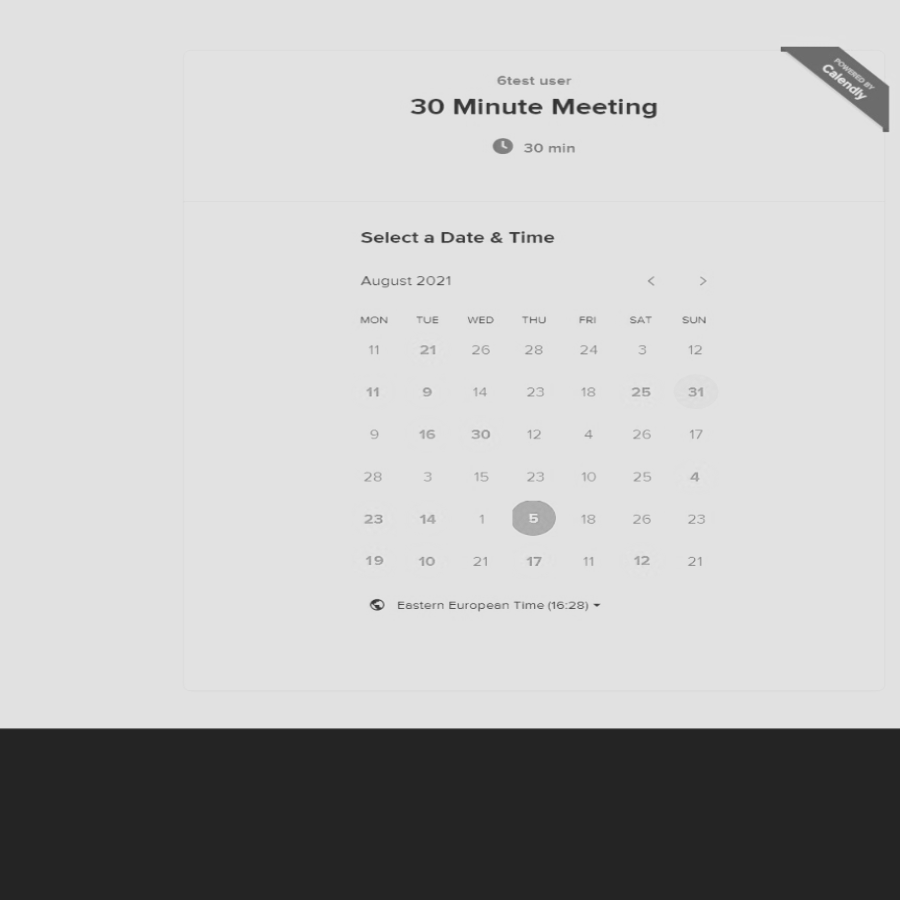 6test user
POWERED BY
Calendly
30 Minute Meeting
30 min
Select a Date & Time
August 2021
MON TUE WED THU FRI SAT SUN
11 21 26 28 24 3 12
11 9 14 23 18 25 31
9 16 30 12 4 26 17
28 3 15 23 10 25 4
23 14 1 5 18 26 23
19 10 21 17 11 12 21
Eastern European Time (16:28)